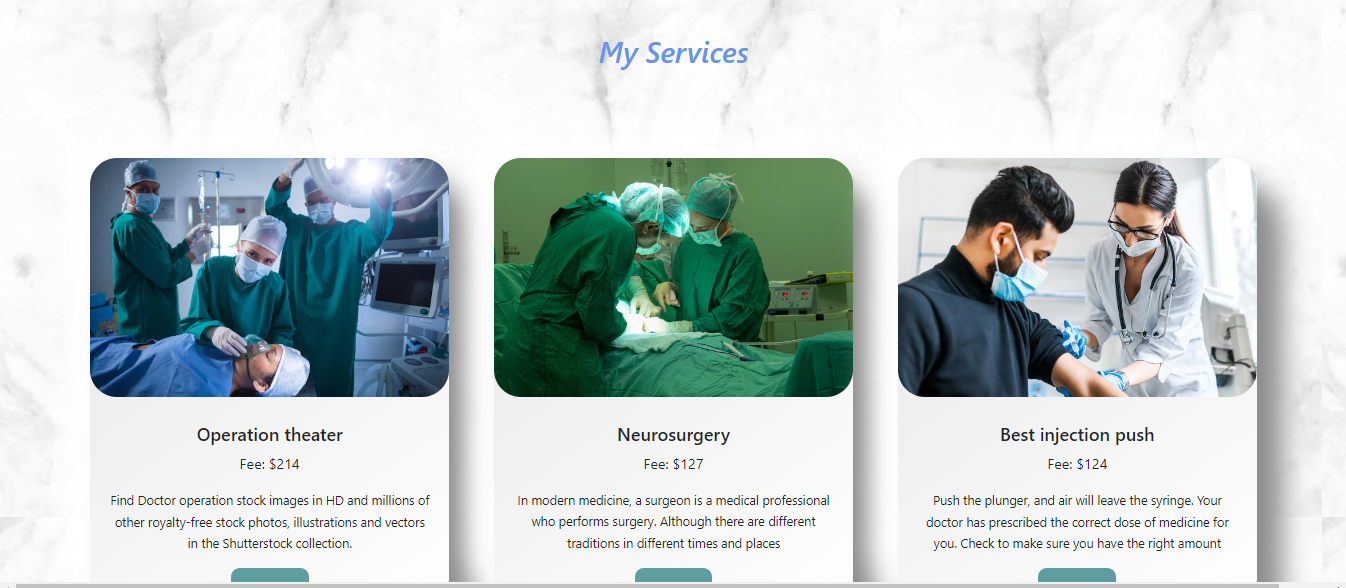 My Services
Operation theater
Fee: $214
Find Doctor operation stock images in HD and millions of
other royalty-free stock photos, illustrations and vectors
in the Shutterstock collection.
Neurosurgery
Fee: $127
In modern medicine, a surgeon is a medical professional
who performs surgery. Although there are different
traditions in different times and places
Best injection push
Fee: $124
Push the plunger, and air will leave the syringe. Your
doctor has prescribed the correct dose of medicine for
you. Check to make sure you have the right amount